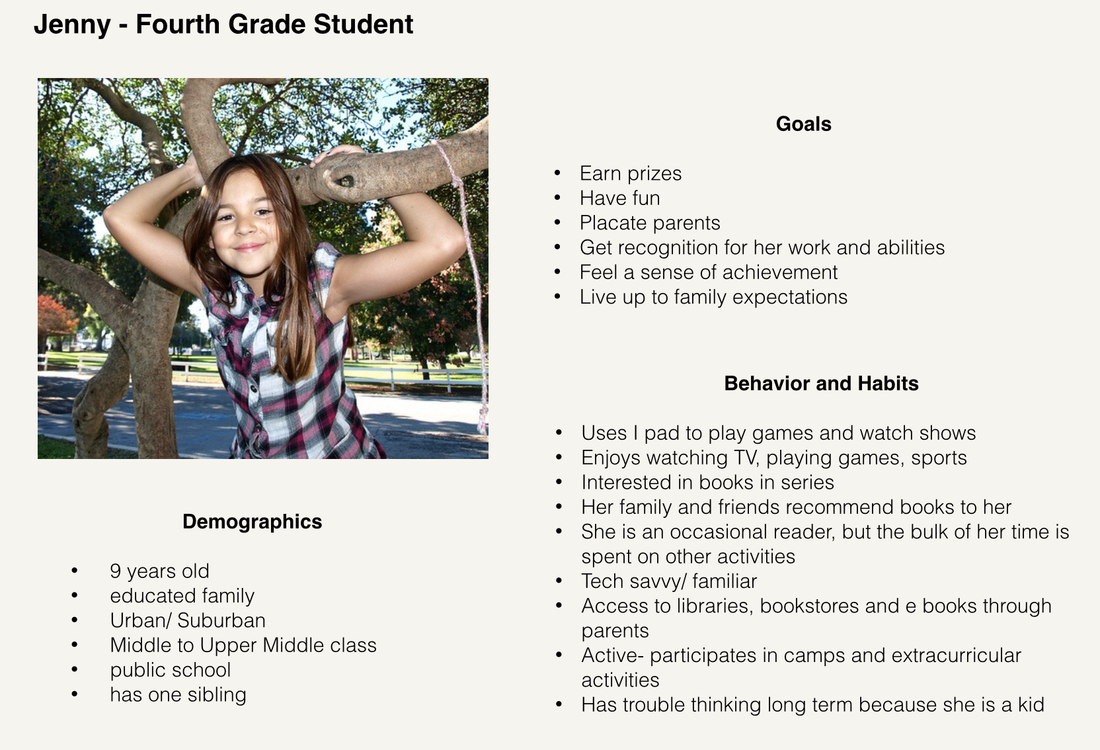 Jenny - Fourth Grade Student
Goals
• Earn prizes
• Have fun
• Placate parents
• Get recognition for her work and abilities
• Feel a sense of achievement
• Live up to family expectations
Behavior and Habits
• Uses I pad to play games and watch shows
• Enjoys watching TV, playing games, sports
• Interested in books in series
• Her family and friends recommend books to her
• She is an occasional reader, but the bulk of her time is
spent on other activities
• Tech savvy/ familiar
• Access to libraries, bookstores and e books through
parents
• Active- participates in camps and extracurricular
activities
• Has trouble thinking long term because she is a kid
Demographics
• 9 years old
• educated family
• Urban/ Suburban
• Middle to Upper Middle class
• public school
• has one sibling